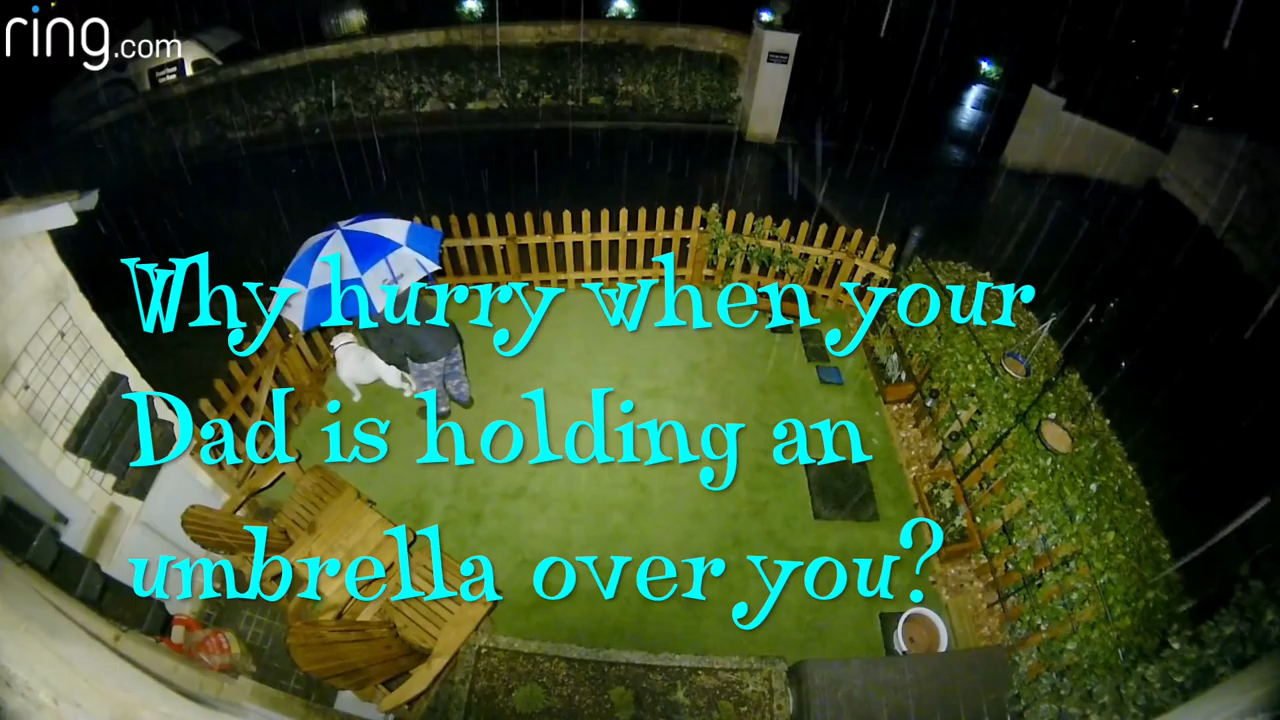 ring.com
Why hurry when your
Dad is holding an
umbrella over you?